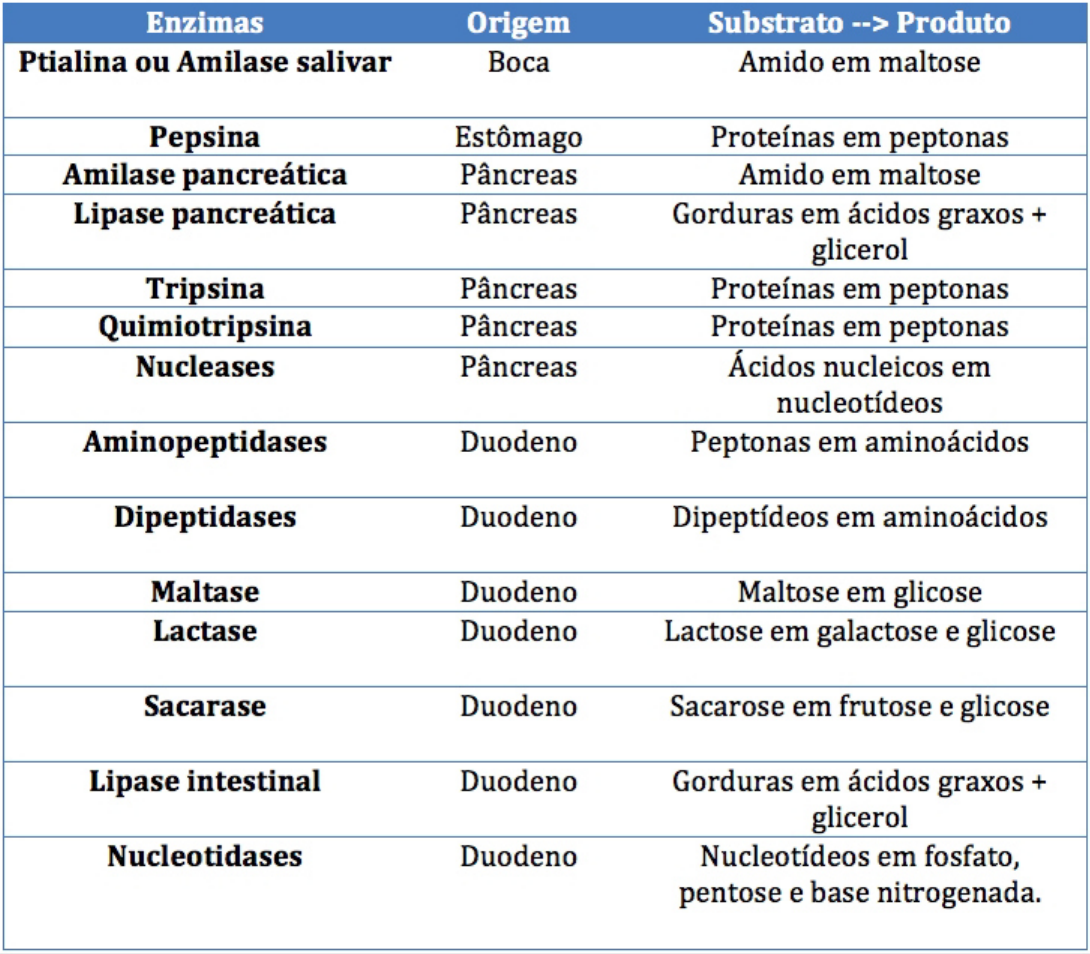 Enzimas Origem Substrato --> Produto
Ptialina ou Amilase salivar Boca Amido em maltose
Pepsina Estômago Proteínas em peptonas
Amilase pancreática Pâncreas Amido em maltose
Lipase pancreática Pâncreas Gorduras em ácidos graxos +
glicerol
Tripsina Pâncreas Proteínas em peptonas
Quimiotripsina Pâncreas Proteínas em peptonas
Nucleases Pâncreas Ácidos nucleicos em
nucleotídeos
Aminopeptidases Duodeno Peptonas em aminoácidos
Dipeptidases Duodeno Dipeptídeos em aminoácidos
Maltase Duodeno Maltose em glicose
Lactase Duodeno Lactose em galactose e glicose
Sacarase Duodeno Sacarose em frutose e glicose
Lipase intestinal Duodeno Gorduras em ácidos graxos +
glicerol
Nucleotidases Duodeno Nucleotídeos em fosfato,
pentose e base nitrogenada.